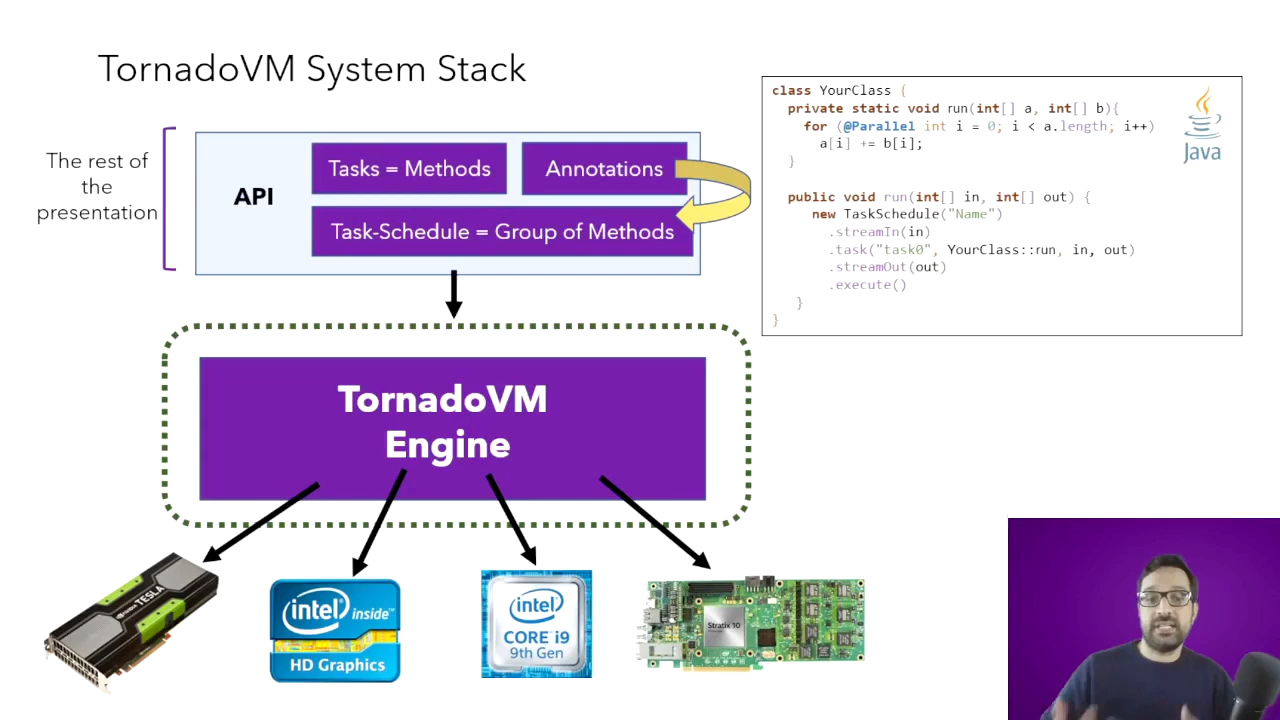 TornadoVM System Stack
The rest of
the
presentation
API
Tasks = Methods
Annotations
Task-Schedule = Group of Methods
class YourClass {
private static void run(int[] a, int[] b){
for (@Parallel int i = 0; i < a.length; i++)
a[i] += b[i];
}
public void run(int[] in, int[] out) {
new TaskSchedule("Name")
.streamIn(in)
.task("task0", YourClass::run, in, out)
.streamOut(out)
.execute()
}
}
Java
TornadoVM
Engine
TESLA
intel inside™
HD Graphics
intel
CORE i9
9th Gen
Stratix 10